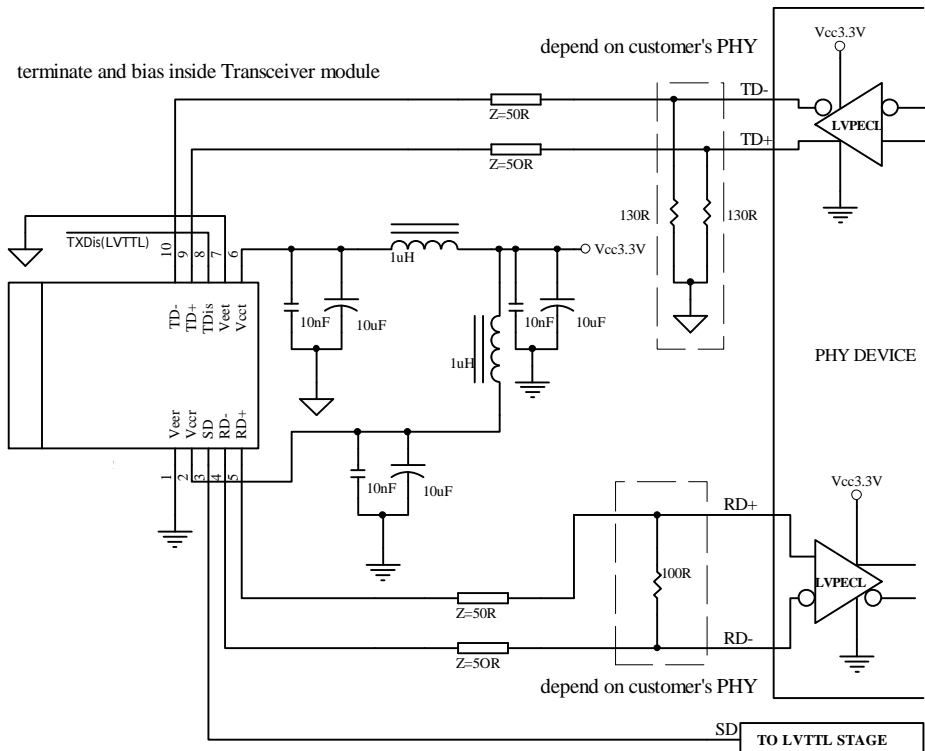 depend on customer's PHY
Vcc3.3V
terminate and bias inside Transceiver module
TD-
Z=50R
LVPECL
TD+
Z=5OR
130R
130R
TXDis(LVTTL)
10
9
8
7
6
1uH
Vcc3.3V
TD-
TD+
TDis
Veet
Vcct
10nF
10uF
10nF
10uF
1uH
PHY DEVICE
Veer
Vccr
SD
RD-
RD+
1
2
3
4
5
10nF
10uF
Vcc3.3V
RD+
100R
LVPECL
Z=50R
RD-
Z=5OR
depend on customer's PHY
SD
TO LVTTL STAGE